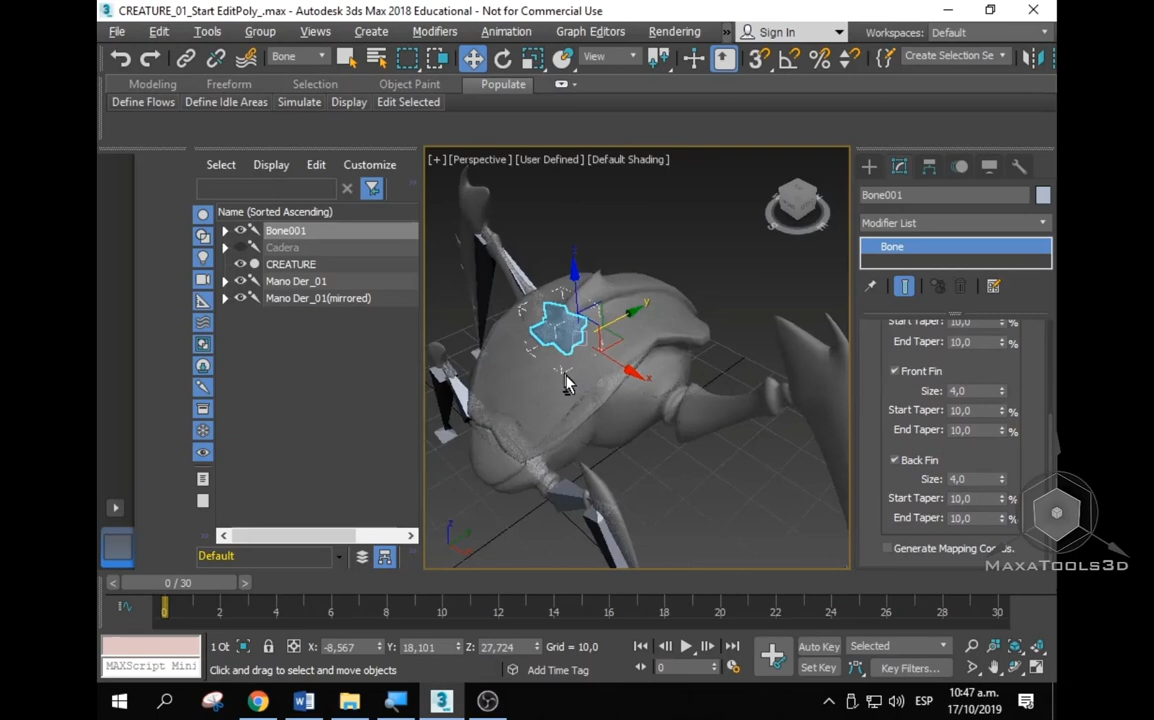 CREATURE_01_Start EditPoly_.max - Autodesk 3ds Max 2018 Educational - Not for Commercial Use
File Edit Tools Group Views Create Modifiers Animation Graph Editors Rendering Sign In Workspaces: Default
Bone View Create Selection Se
Modeling Freeform Selection Object Paint Populate
Define Flows Define Idle Areas Simulate Display Edit Selected
Select Display Edit Customize
Name (Sorted Ascending)
Bone001
Cadera
CREATURE
Mano Der_01
Mano Der_01(mirrored)
Default
[+] [Perspective] [User Defined] [Default Shading]
z
y
x
Bone001
Modifier List
Bone
Start Taper: 10,0 %
End Taper: 10,0 %
Front Fin
Size: 4,0
Start Taper: 10,0 %
End Taper: 10,0 %
Back Fin
Size: 4,0
Start Taper: 10,0 %
End Taper: 10,0 %
Generate Mapping Coords.
MAXATOOLS3D
0 / 30
0 2 4 6 8 10 12 14 16 18 20 22 24 26 28 30
1 Ob X: -8,567 Y: 18,101 Z: 27,724 Grid = 10,0 Auto Key Selected
MAXScript Mini Click and drag to select and move objects Add Time Tag 0 Set Key Key Filters...
ESP 10:47 a.m.
17/10/2019